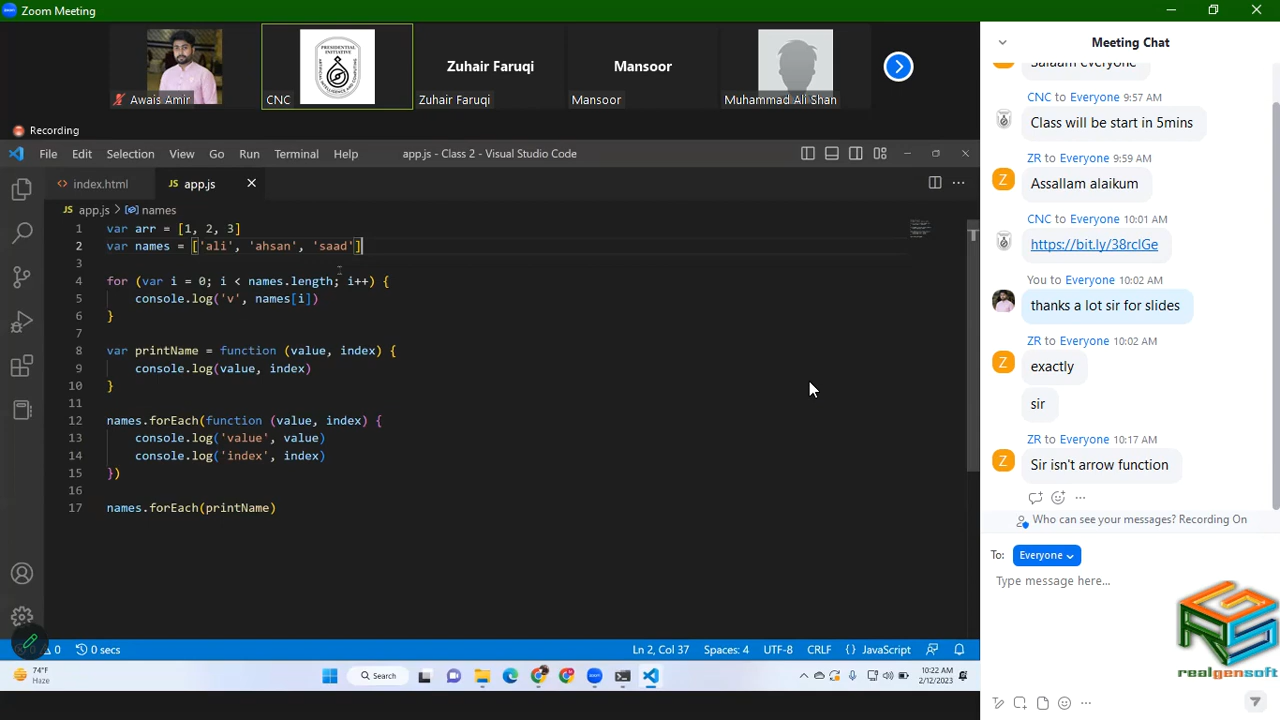 Zoom Meeting
Awais Amir
PRESIDENTIAL INITIATIVE
CNC
Zuhair Faruqi
Zuhair Faruqi
Mansoor
Mansoor
Muhammad Ali Shan
Recording
File Edit Selection View Go Run Terminal Help
app.js - Class 2 - Visual Studio Code
<> index.html
JS app.js
JS app.js > names
1 var arr = [1, 2, 3]
2 var names = ['ali', 'ahsan', 'saad']
3
4 for (var i = 0; i < names.length; i++) {
5 console.log('v', names[i])
6 }
7
8 var printName = function (value, index) {
9 console.log(value, index)
10 }
11
12 names.forEach(function (value, index) {
13 console.log('value', value)
14 console.log('index', index)
15 })
16
17 names.forEach(printName)
0 0 secs
Ln 2, Col 37 Spaces: 4 UTF-8 CRLF {} JavaScript
74°F
Haze
Search
10:22 AM
2/12/2023
Meeting Chat
Salaam everyone
CNC to Everyone 9:57 AM
Class will be start in 5mins
ZR to Everyone 9:59 AM
Z
Assallam alaikum
CNC to Everyone 10:01 AM
https://bit.ly/38rclGe
You to Everyone 10:02 AM
thanks a lot sir for slides
ZR to Everyone 10:02 AM
Z
exactly
sir
ZR to Everyone 10:17 AM
Z
Sir isn't arrow function
Who can see your messages? Recording On
To: Everyone
Type message here...
RGS
realgensoft